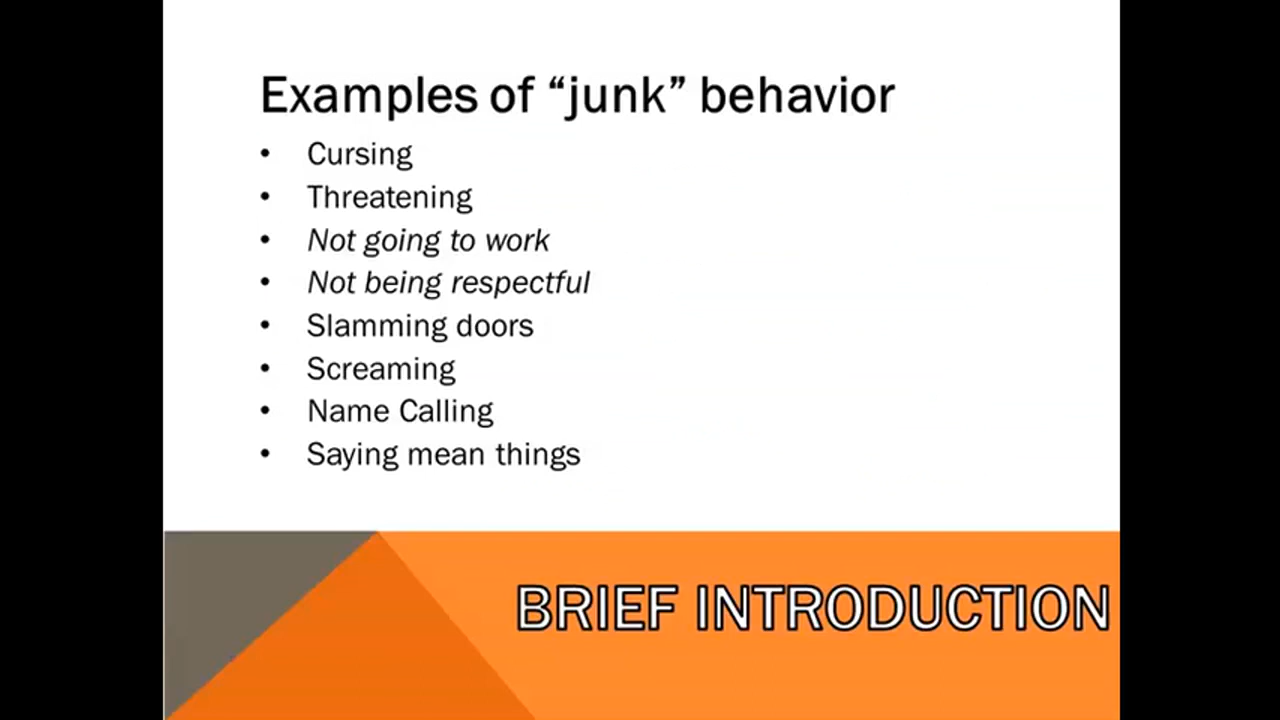 Examples of “junk” behavior
• Cursing
• Threatening
• Not going to work
• Not being respectful
• Slamming doors
• Screaming
• Name Calling
• Saying mean things
BRIEF INTRODUCTION